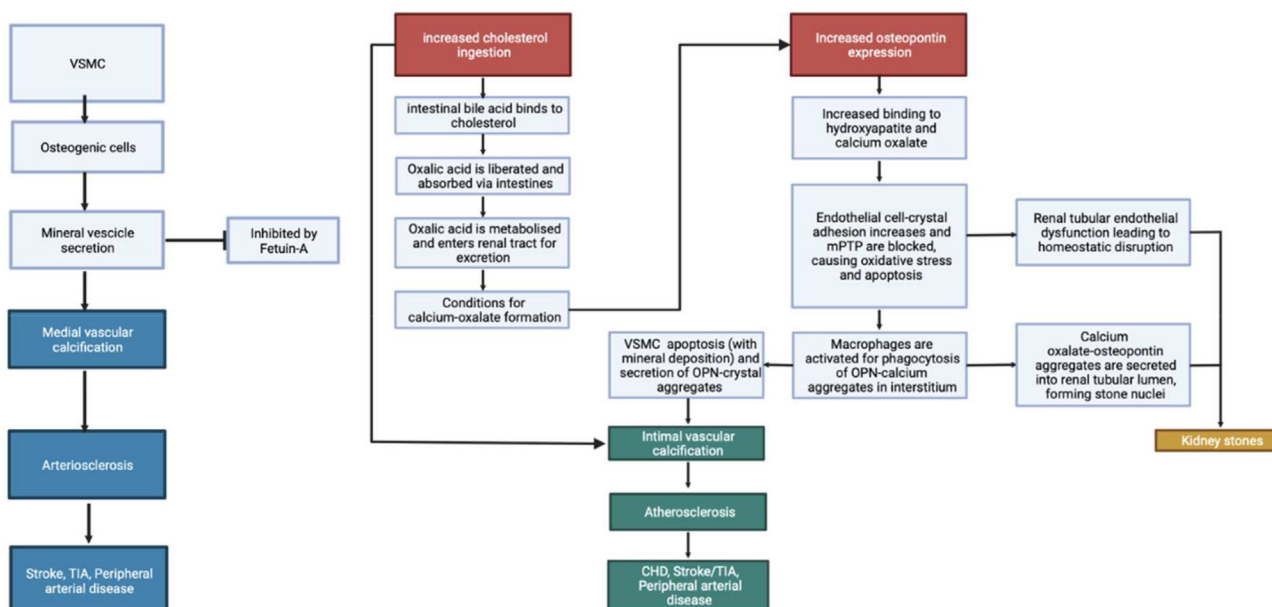 VSMC
Osteogenic cells
Mineral vescicle
secretion
Inhibited by
Fetuin-A
Medial vascular
calcification
Arteriosclerosis
Stroke, TIA, Peripheral
arterial disease
increased cholesterol
ingestion
intestinal bile acid binds to
cholesterol
Oxalic acid is liberated and
absorbed via intestines
Oxalic acid is metabolised
and enters renal tract for
excretion
Conditions for
calcium-oxalate formation
Increased osteopontin
expression
Increased binding to
hydroxyapatite and
calcium oxalate
Endothelial cell-crystal
adhesion increases and
mPTP are blocked,
causing oxidative stress
and apoptosis
Renal tubular endothelial
dysfunction leading to
homeostatic disruption
VSMC apoptosis (with
mineral deposition) and
secretion of OPN-crystal
aggregates
Macrophages are
activated for phagocytosis
of OPN-calcium
aggregates in interstitium
Calcium
oxalate-osteopontin
aggregates are secreted
into renal tubular lumen,
forming stone nuclei
Intimal vascular
calcification
Kidney stones
Atherosclerosis
CHD, Stroke/TIA,
Peripheral arterial
disease